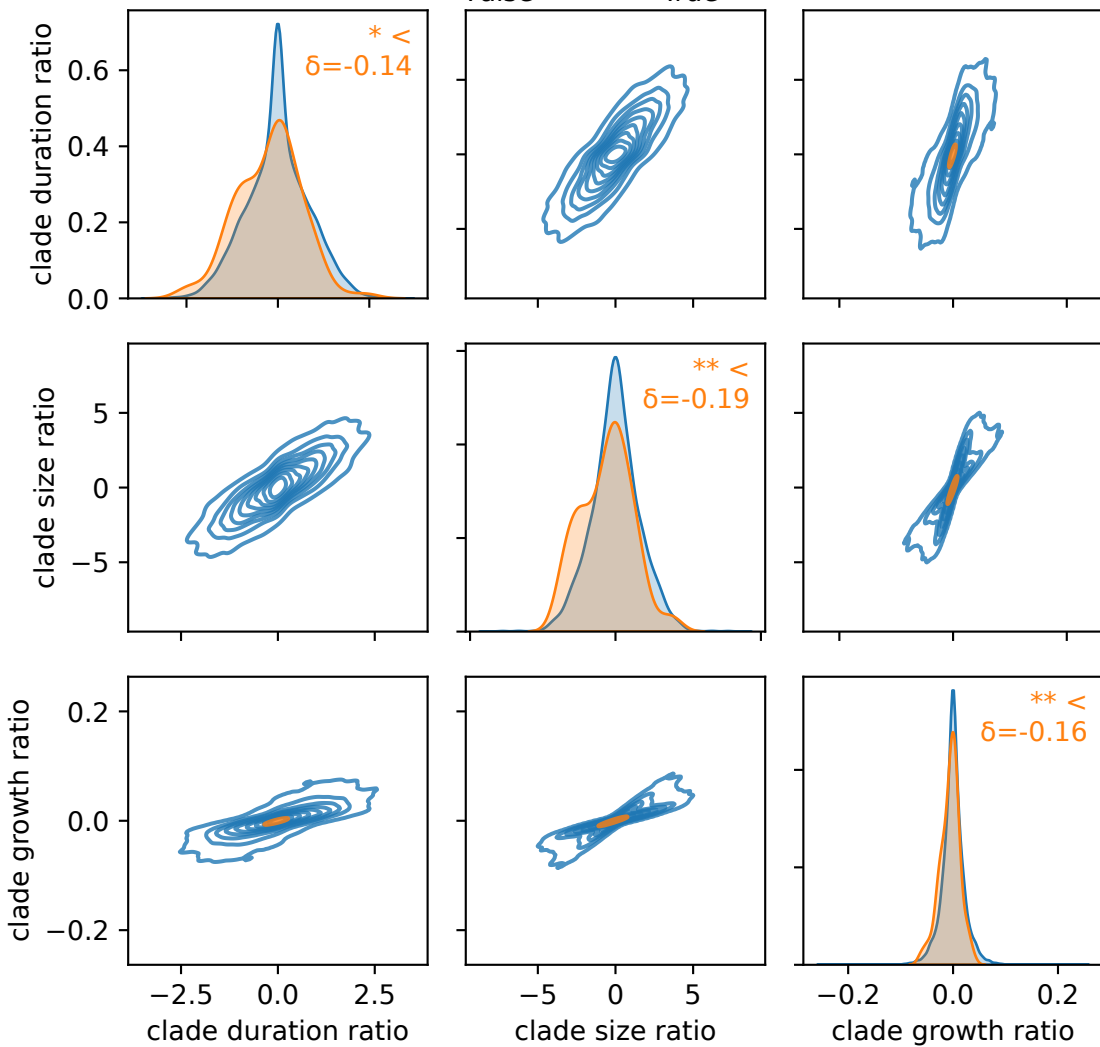 clade duration ratio
0.6
0.4
0.2
0.0
* <
δ=-0.14
clade size ratio
5
0
−5
** <
δ=-0.19
clade growth ratio
0.2
0.0
−0.2
** <
δ=-0.16
−2.5 0.0 2.5
−5 0 5
−0.2 0.0 0.2
clade duration ratio
clade size ratio
clade growth ratio